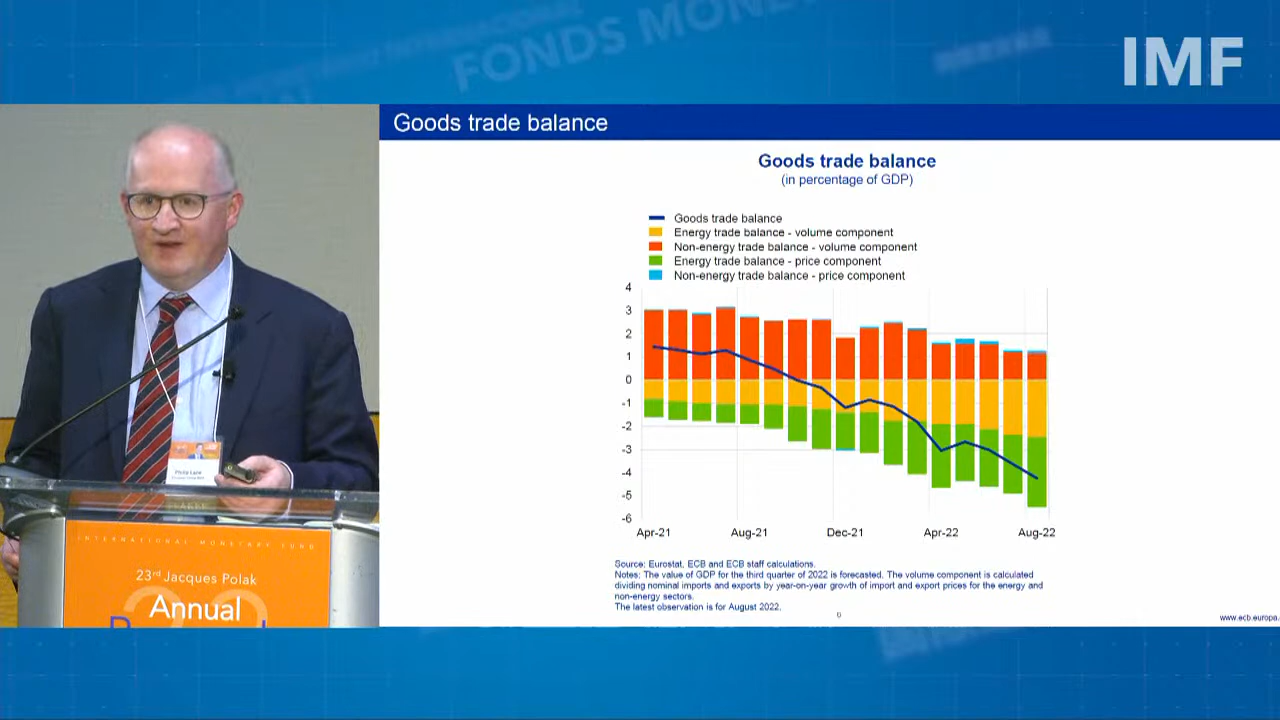 FONDS MONE
IMF
Goods trade balance
Goods trade balance
(in percentage of GDP)
Goods trade balance
Energy trade balance - volume component
Non-energy trade balance - volume component
Energy trade balance - price component
Non-energy trade balance - price component
4
3
2
1
0
-1
-2
-3
-4
-5
-6
Apr-21
Aug-21
Dec-21
Apr-22
Aug-22
Source: Eurostat, ECB and ECB staff calculations.
Notes: The value of GDP for the third quarter of 2022 is forecasted. The volume component is calculated
dividing nominal imports and exports by year-on-year growth of import and export prices for the energy and
non-energy sectors.
The latest observation is for August 2022.
6
www.ecb.europa.
Philip Lane
INTERNATIONAL MONETARY FUND
23rd Jacques Polak
Annual